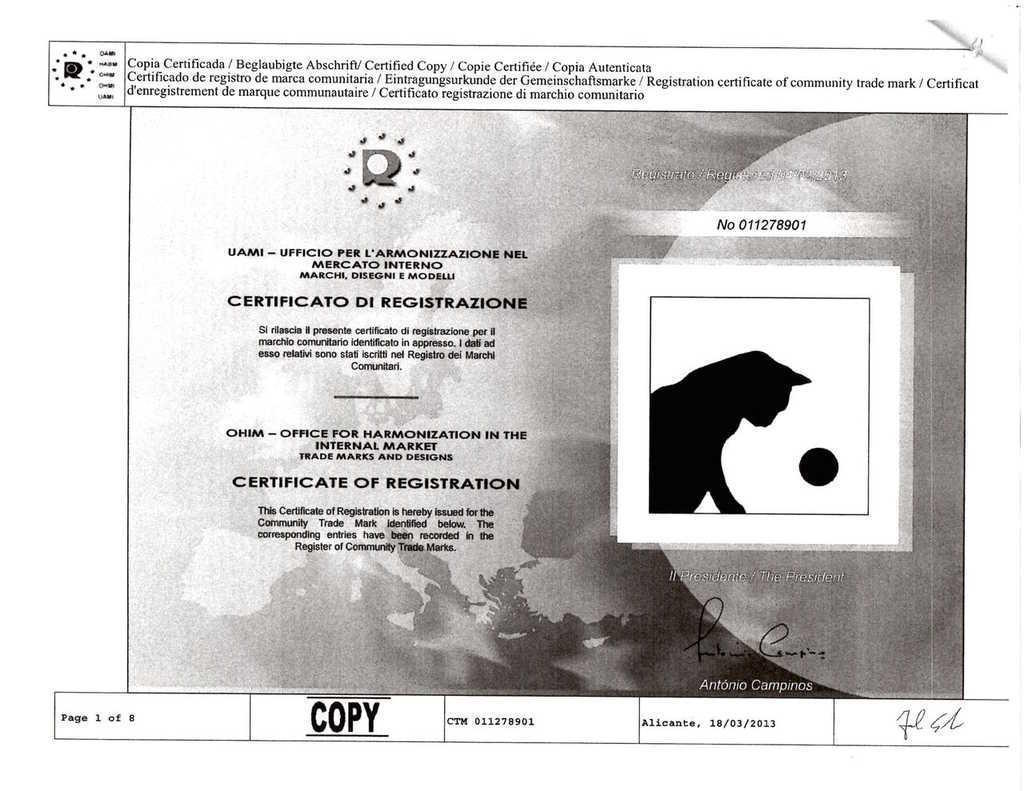 OAMI
HABM
OHIM
OHMI
UAMI
Copia Certificada / Beglaubigte Abschrift/ Certified Copy / Copie Certifiée / Copia Autenticata
Certificado de registro de marca comunitaria / Eintragungsurkunde der Gemeinschaftsmarke / Registration certificate of community trade mark / Certificat
d'enregistrement de marque communautaire / Certificato registrazione di marchio comunitario
R
Registrato / Registered
No 011278901
UAMI – UFFICIO PER L'ARMONIZZAZIONE NEL
MERCATO INTERNO
MARCHI, DISEGNI E MODELLI
CERTIFICATO DI REGISTRAZIONE
Si rilascia il presente certificato di registrazione per il
marchio comunitario identificato in appresso. I dati ad
esso relativi sono stati iscritti nel Registro dei Marchi
Comunitari.
OHIM – OFFICE FOR HARMONIZATION IN THE
INTERNAL MARKET
TRADE MARKS AND DESIGNS
CERTIFICATE OF REGISTRATION
This Certificate of Registration is hereby issued for the
Community Trade Mark identified below. The
corresponding entries have been recorded in the
Register of Community Trade Marks.
Il Presidente / The President
António Campinos
Page 1 of 8
COPY
CTM 011278901
Alicante, 18/03/2013